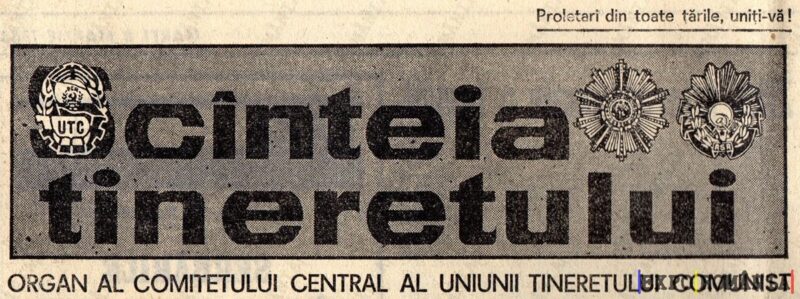 Proletari din toate țările, uniți-vă!
Scînteia
UTC
tineretului
ORGAN AL COMITETULUI CENTRAL AL UNIUNII TINERETULUI COMUNIST